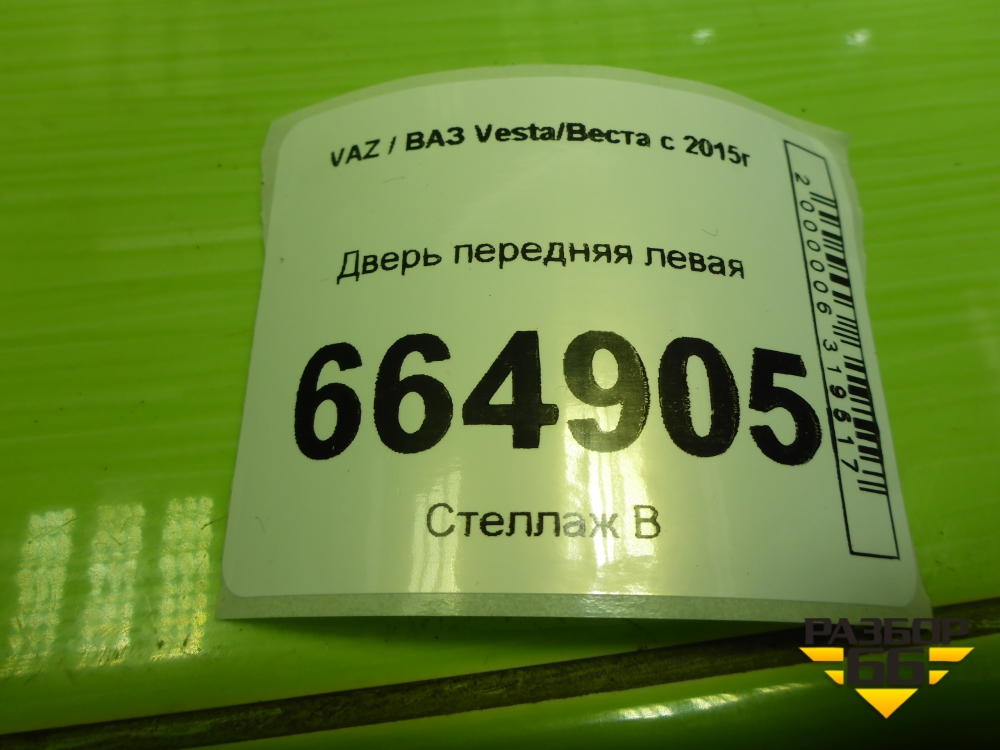 VAZ / ВАЗ Vesta/Веста с 2015г
Дверь передняя левая
664905
Стеллаж В
2000006319617
РАЗБОР
66